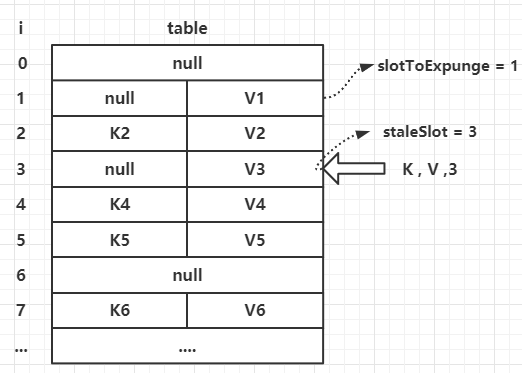 i table
0 null
1 null V1 slotToExpunge = 1
2 K2 V2 staleSlot = 3
3 null V3 K , V ,3
4 K4 V4
5 K5 V5
6 null
7 K6 V6
... ....